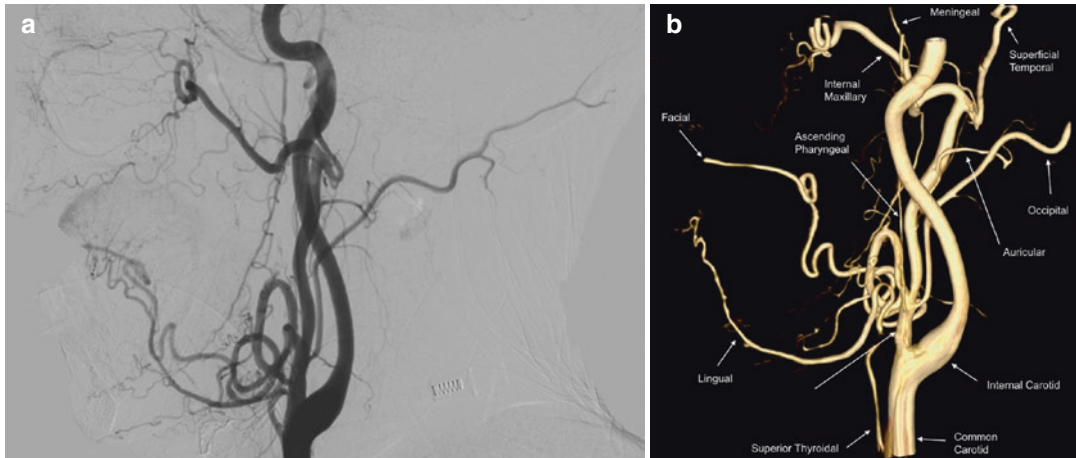 a
b
Meningeal
Superficial
Temporal
Internal
Maxillary
Facial
Ascending
Pharyngeal
Occipital
Auricular
Lingual
Internal Carotid
Superior Thyroidal
Common
Carotid